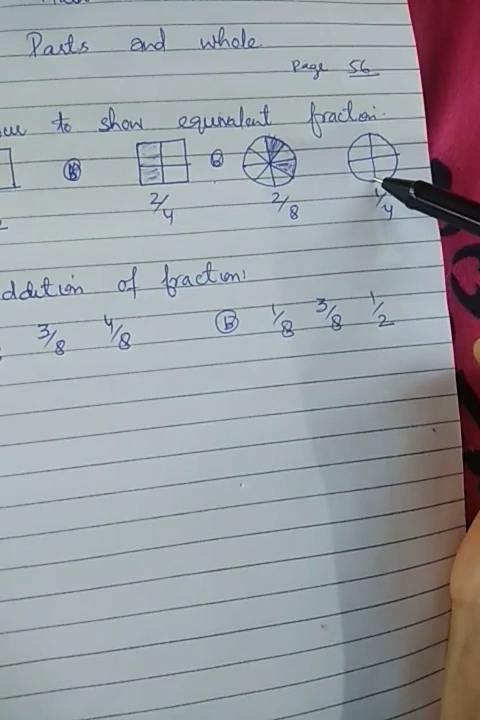 Parts and whole
Page 56
to show equivalent fraction.
B C
2/4 2/8 1/4
addition of fraction:
3/8 4/8 B 1/8 3/8 1/2